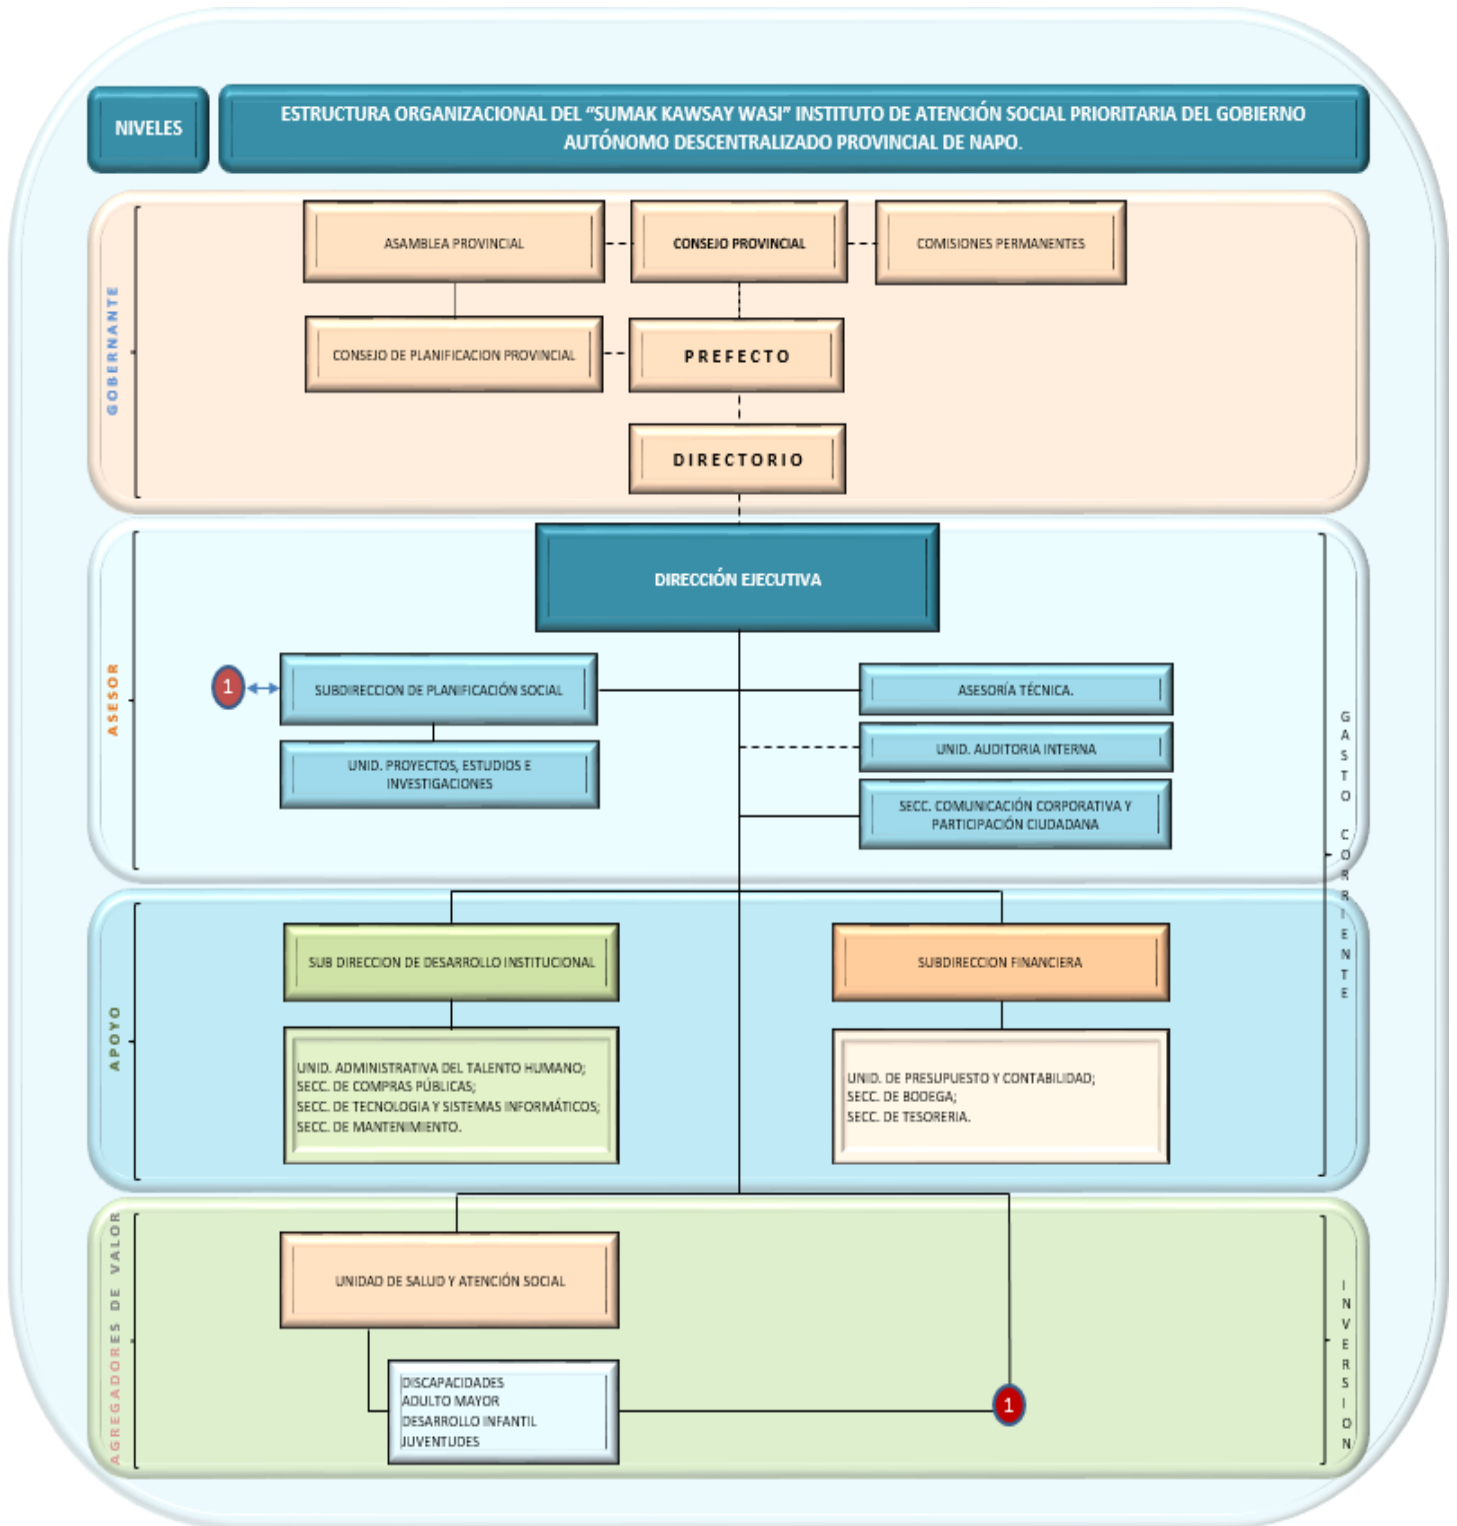 NIVELES
ESTRUCTURA ORGANIZACIONAL DEL “SUMAK KAWSAY WASI” INSTITUTO DE ATENCIÓN SOCIAL PRIORITARIA DEL GOBIERNO
AUTÓNOMO DESCENTRALIZADO PROVINCIAL DE NAPO.
GOBERNANTE
ASAMBLEA PROVINCIAL
CONSEJO PROVINCIAL
COMISIONES PERMANENTES
CONSEJO DE PLANIFICACION PROVINCIAL
PREFECTO
DIRECTORIO
ASESOR
DIRECCIÓN EJECUTIVA
1
SUBDIRECCION DE PLANIFICACIÓN SOCIAL
UNID. PROYECTOS, ESTUDIOS E
INVESTIGACIONES
ASESORÍA TÉCNICA.
UNID. AUDITORIA INTERNA
SECC. COMUNICACIÓN CORPORATIVA Y
PARTICIPACIÓN CIUDADANA
GASTO CORRIENTE
APOYO
SUB DIRECCION DE DESARROLLO INSTITUCIONAL
SUBDIRECCION FINANCIERA
UNID. ADMINISTRATIVA DEL TALENTO HUMANO;
SECC. DE COMPRAS PÚBLICAS;
SECC. DE TECNOLOGIA Y SISTEMAS INFORMÁTICOS;
SECC. DE MANTENIMIENTO.
UNID. DE PRESUPUESTO Y CONTABILIDAD;
SECC. DE BODEGA;
SECC. DE TESORERIA.
AGREGADORES DE VALOR
UNIDAD DE SALUD Y ATENCIÓN SOCIAL
DISCAPACIDADES
ADULTO MAYOR
DESARROLLO INFANTIL
JUVENTUDES
1
INVERSION